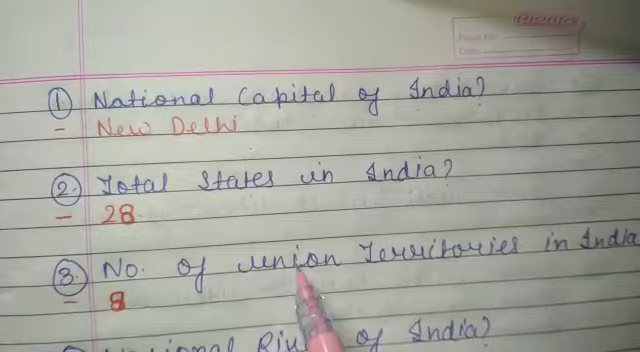 ① National Capital of India?
- New Delhi
②. Total States in India?
- 28.
③. No. of Union Territories in India
- 8
of India?